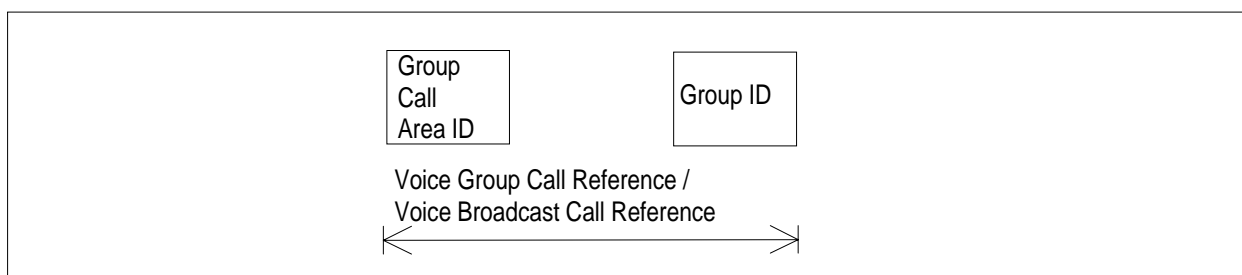 Group
Call
Area ID
Group ID
Voice Group Call Reference /
Voice Broadcast Call Reference